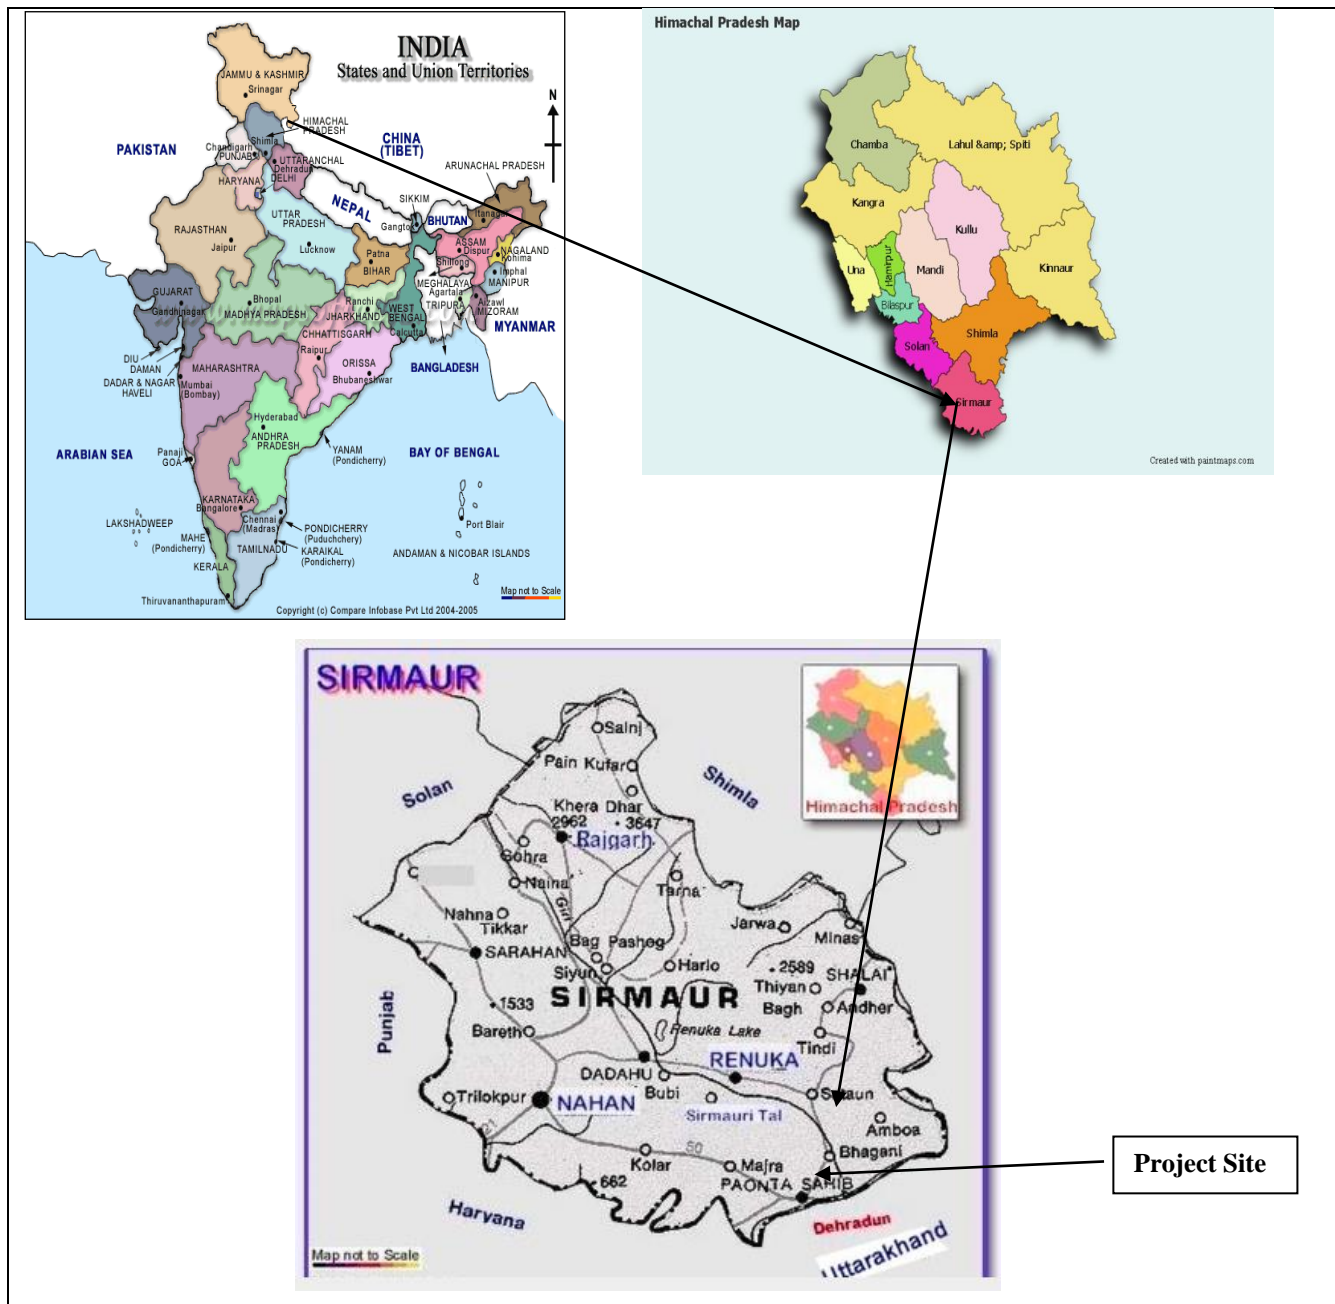 INDIA
States and Union Territories
N
JAMMU & KASHMIR
Srinagar
HIMACHAL
PRADESH
Shimla
PAKISTAN
CHINA
(TIBET)
Chandigarh
PUNJAB
UTTARANCHAL
Dehradun
DELHI
HARYANA
ARUNACHAL PRADESH
Itanagar
SIKKIM
Gangtok
NEPAL
BHUTAN
RAJASTHAN
Jaipur
UTTAR
PRADESH
Lucknow
ASSAM
Dispur
NAGALAND
Kohima
Patna
BIHAR
Shillong
MEGHALAYA
Imphal
MANIPUR
Agartala
TRIPURA
Aizawl
MIZORAM
GUJARAT
Gandhinagar
Bhopal
MADHYA PRADESH
Ranchi
JHARKHAND
WEST
BENGAL
Calcutta
MYANMAR
CHHATTISGARH
Raipur
ORISSA
Bhubaneshwar
BANGLADESH
DIU
DAMAN
DADAR & NAGAR
HAVELI
MAHARASHTRA
Mumbai
(Bombay)
Hyderabad
ANDHRA
PRADESH
YANAM
(Pondicherry)
ARABIAN SEA
BAY OF BENGAL
Panaji
GOA
KARNATAKA
Bangalore
Chennai
(Madras)
PONDICHERRY
(Puduchchery)
Port Blair
LAKSHADWEEP
MAHE
(Pondicherry)
TAMILNADU
KARAIKAL
(Pondicherry)
ANDAMAN & NICOBAR ISLANDS
KERALA
Thiruvananthapuram
Map not to Scale
Copyright (c) Compare Infobase Pvt Ltd 2004-2005
Himachal Pradesh Map
Chamba
Lahul &amp; Spiti
Kangra
Kullu
Una
Hamirpur
Mandi
Kinnaur
Bilaspur
Solan
Shimla
Sirmaur
Created with paintmaps.com
SIRMAUR
Himachal Pradesh
Sainj
Pain Kufar
Solan
Shimla
Khera Dhar
2962
3647
Rajgarh
Sohra
Naina
Tarna
Giri
Nahna
Tikkar
Jarwa
Minas
Bag Pashog
SARAHAN
Siyun
Harlo
2589
SHALAI
Thiyan
Bagh
Andher
SIRMAUR
1533
Punjab
Bareth
Renuka Lake
Tindi
RENUKA
DADAHU
Bubi
Sataun
Trilokpur
NAHAN
Sirmauri Tal
Amboa
21
50
Bhagani
Kolar
Majra
662
PAONTA SAHIB
Haryana
Dehradun
Uttarakhand
Map not to Scale
Project Site